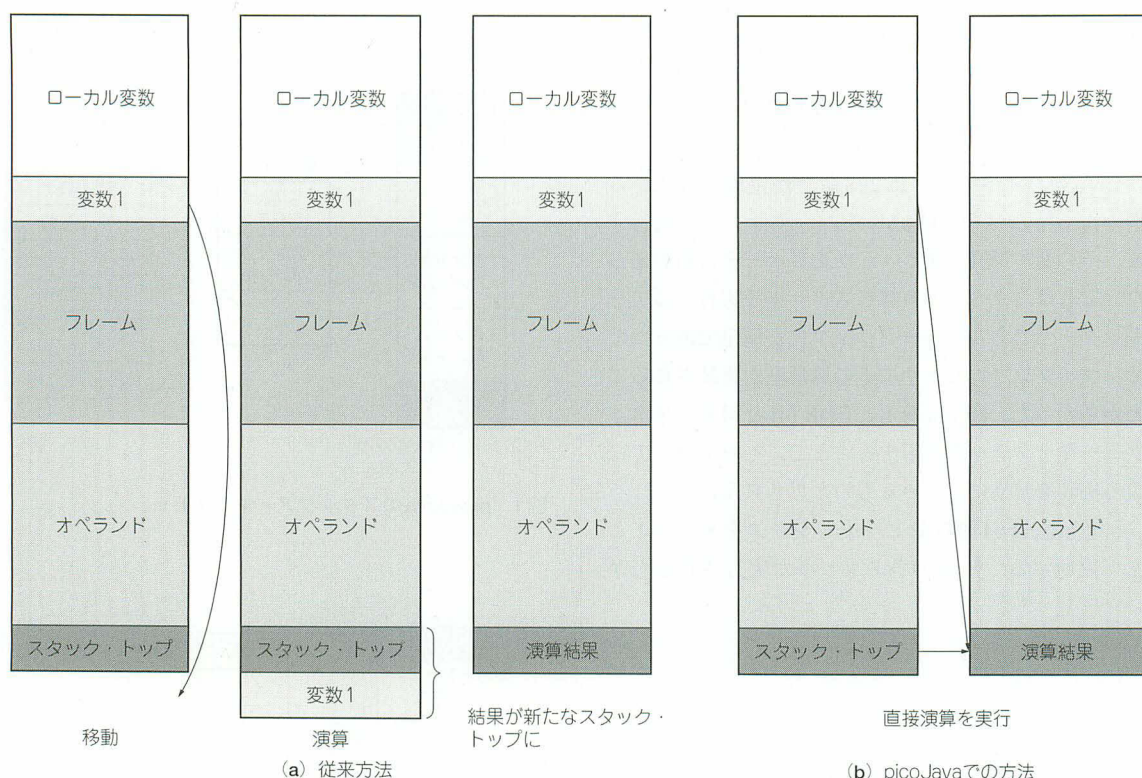 ローカル変数
変数1
フレーム
オペランド
スタック・トップ
移動
ローカル変数
変数1
フレーム
オペランド
スタック・トップ
変数1
演算
ローカル変数
変数1
フレーム
オペランド
演算結果
結果が新たなスタック・
トップに
(a) 従来方法
ローカル変数
変数1
フレーム
オペランド
スタック・トップ
ローカル変数
変数1
フレーム
オペランド
演算結果
直接演算を実行
(b) picoJavaでの方法